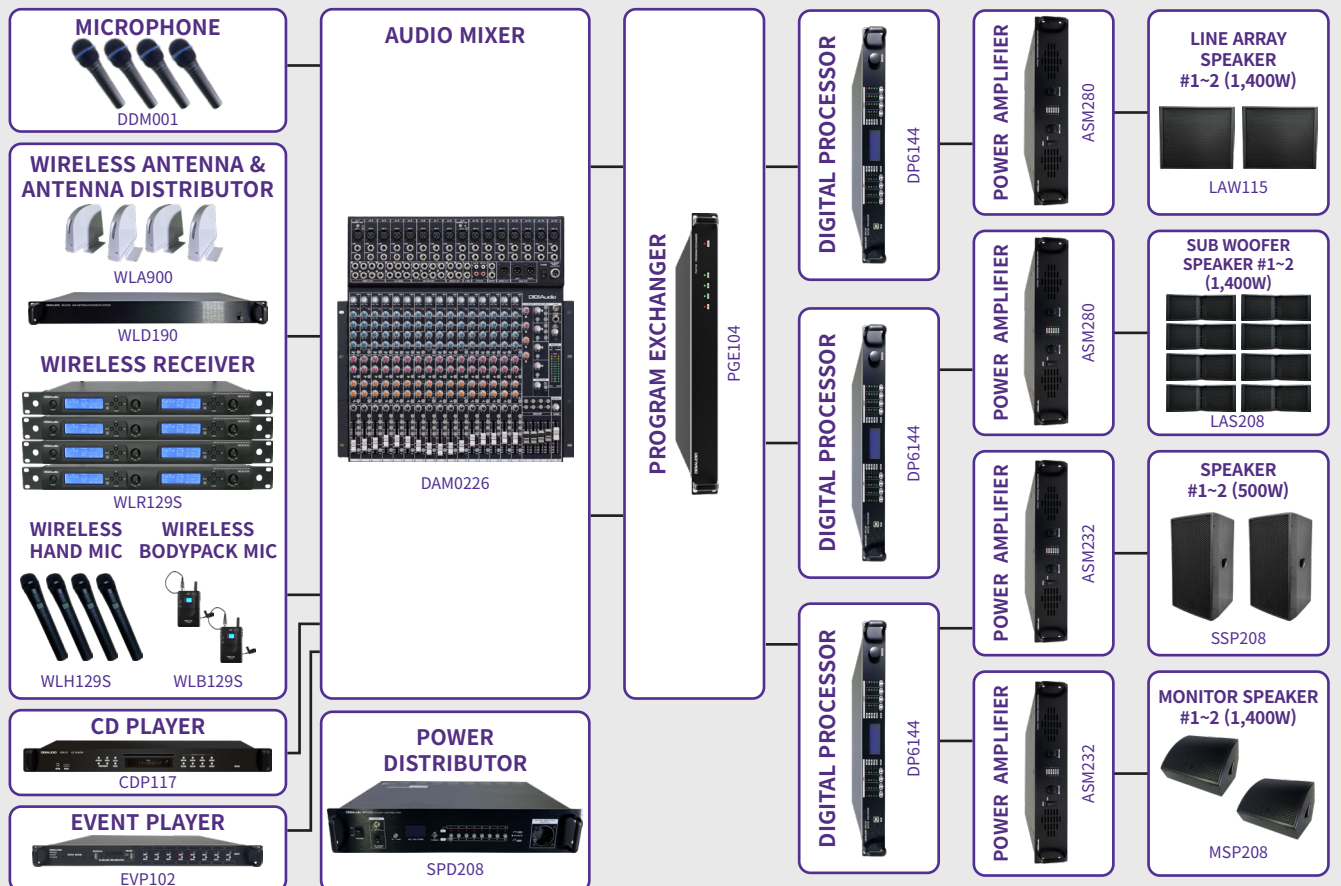 MICROPHONE
DDM001
WIRELESS ANTENNA &
ANTENNA DISTRIBUTOR
WLA900
WLD190
WIRELESS RECEIVER
WLR129S
WIRELESS
HAND MIC
WLH129S
WIRELESS
BODYPACK MIC
WLB129S
CD PLAYER
CDP117
EVENT PLAYER
EVP102
AUDIO MIXER
DIDIAudio
DAM0226
POWER
DISTRIBUTOR
SPD208
PROGRAM EXCHANGER
PGE104
DIGITAL PROCESSOR
DP6144
DIGITAL PROCESSOR
DP6144
DIGITAL PROCESSOR
DP6144
POWER AMPLIFIER
ASM280
POWER AMPLIFIER
ASM280
POWER AMPLIFIER
ASM232
POWER AMPLIFIER
ASM232
LINE ARRAY
SPEAKER
#1~2 (1,400W)
LAW115
SUB WOOFER
SPEAKER #1~2
(1,400W)
LAS208
SPEAKER
#1~2 (500W)
SSP208
MONITOR SPEAKER
#1~2 (1,400W)
MSP208